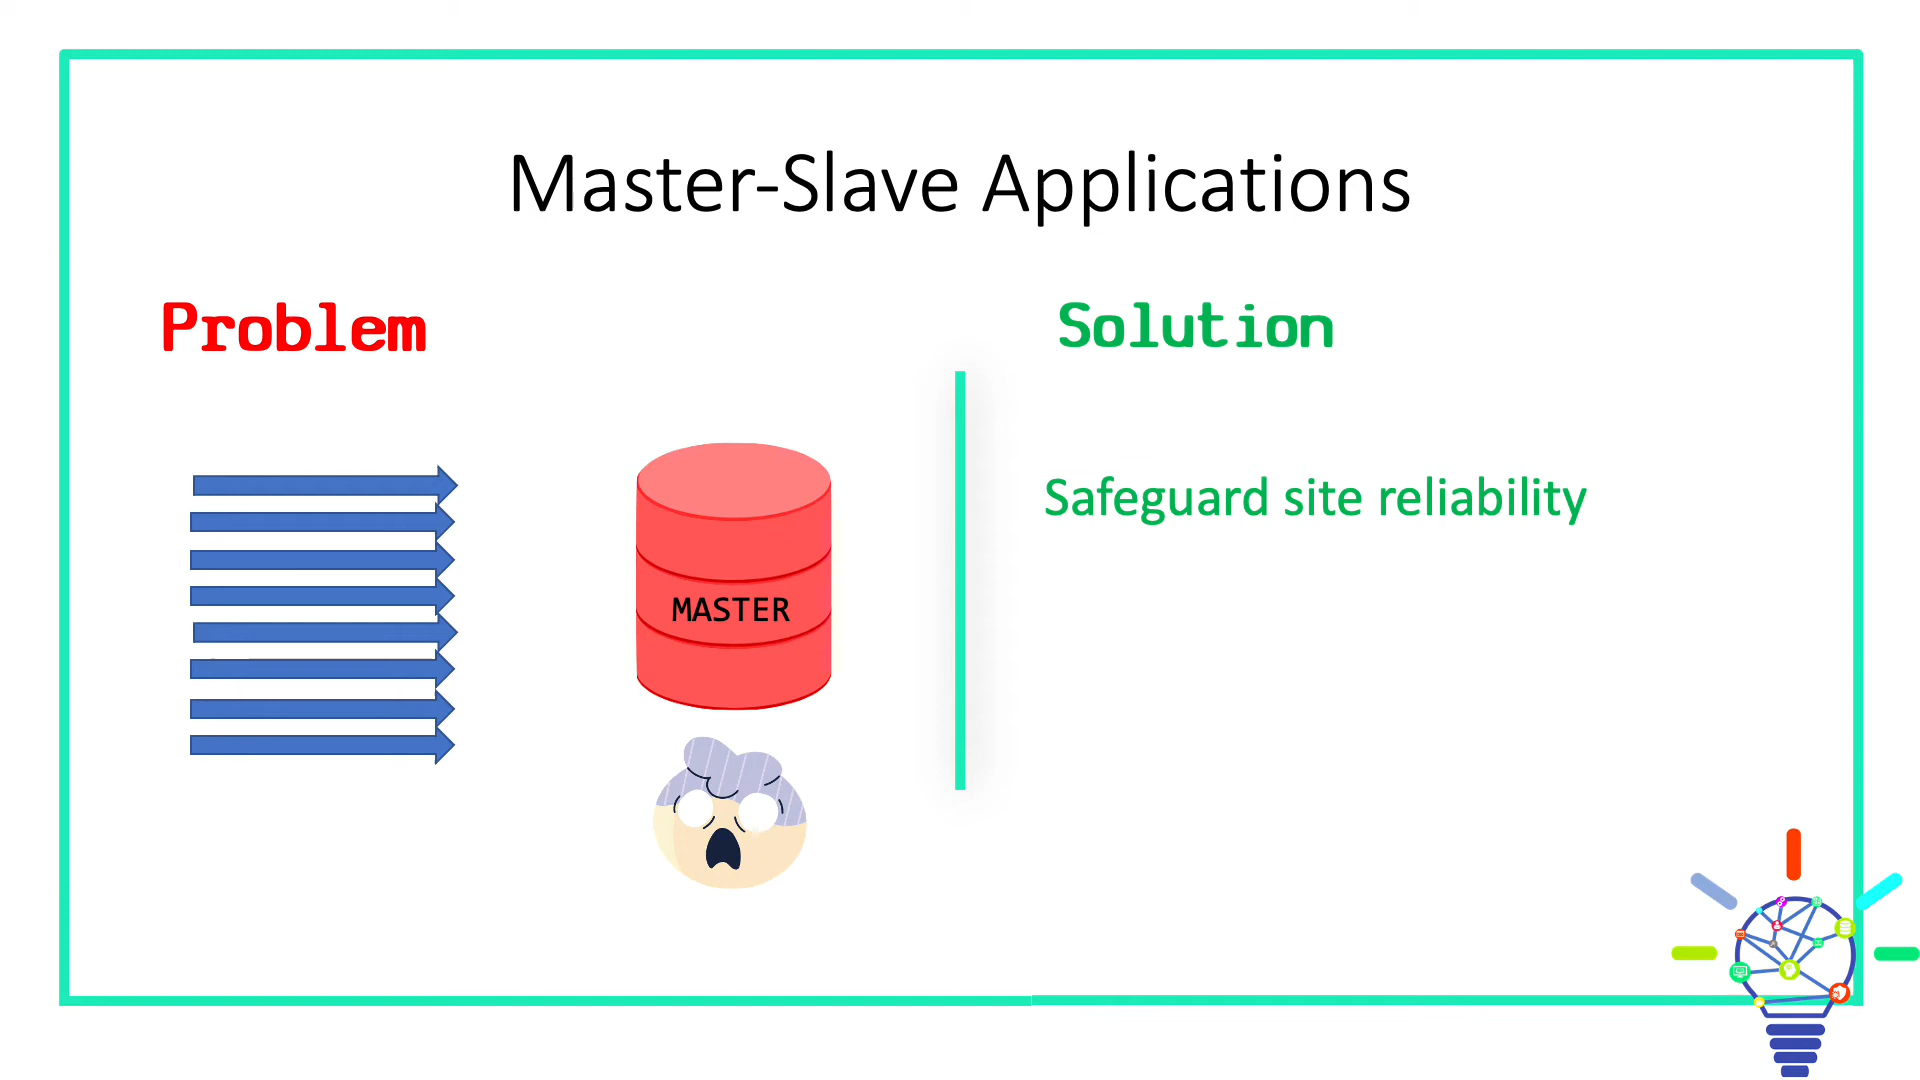 Master-Slave Applications
Problem
Solution
Safeguard site reliability
MASTER